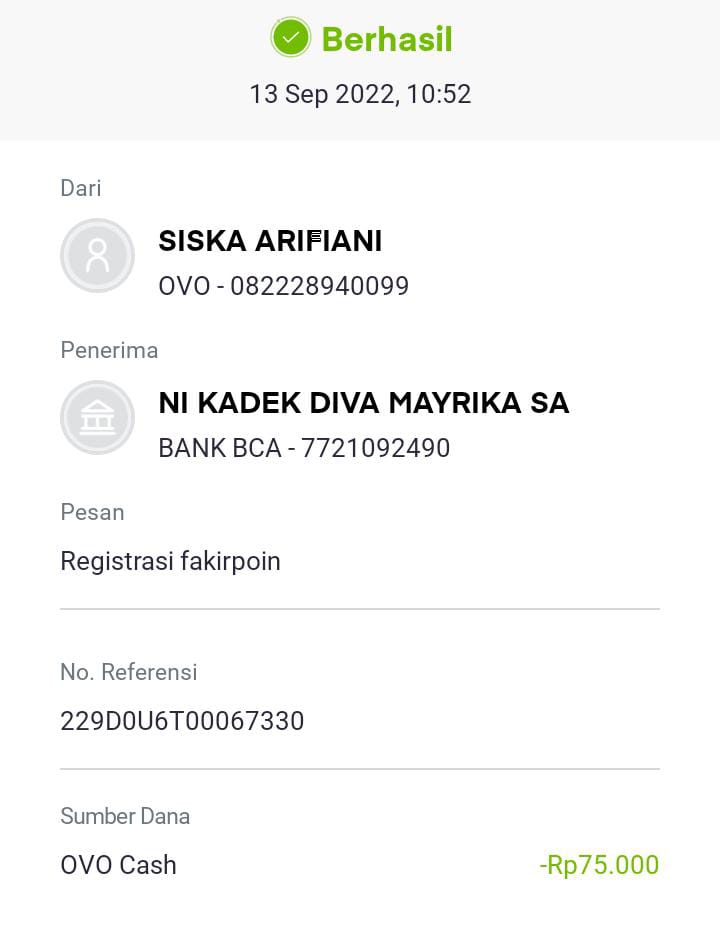 Berhasil
13 Sep 2022, 10:52
Dari
SISKA ARIFIANI
OVO - 082228940099
Penerima
NI KADEK DIVA MAYRIKA SA
BANK BCA - 7721092490
Pesan
Registrasi fakirpoin
No. Referensi
229D0U6T00067330
Sumber Dana
OVO Cash -Rp75.000